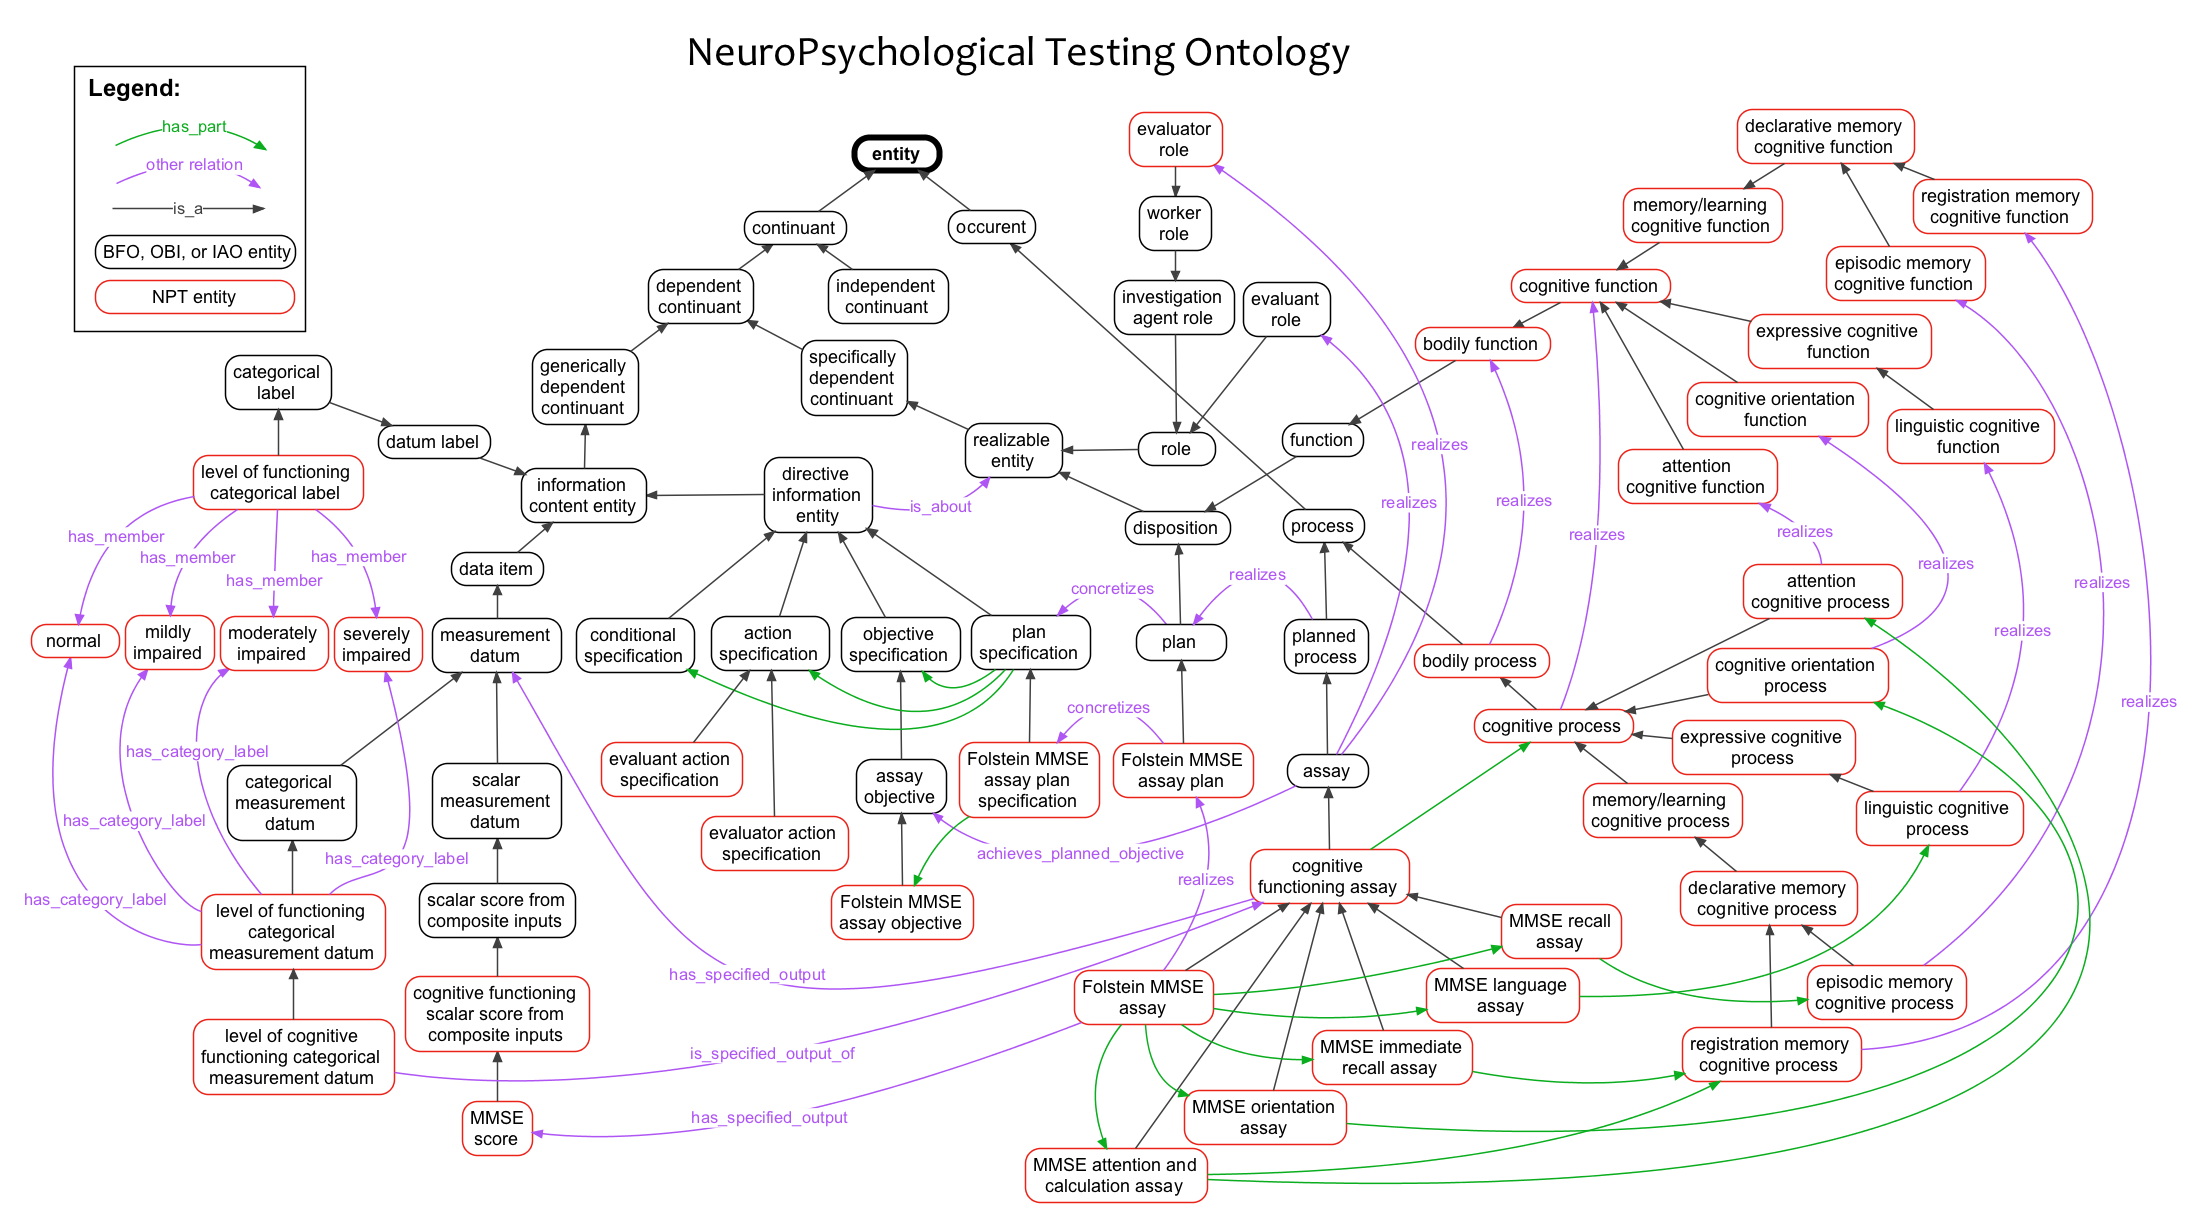 NeuroPsychological Testing Ontology
Legend:
has_part
other relation
is_a
BFO, OBI, or IAO entity
NPT entity
entity
continuant
occurent
dependent
continuant
independent
continuant
generically
dependent
continuant
specifically
dependent
continuant
evaluator
role
worker
role
investigation
agent role
evaluant
role
role
realizable
entity
function
disposition
process
declarative memory
cognitive function
memory/learning
cognitive function
registration memory
cognitive function
episodic memory
cognitive function
cognitive function
bodily function
expressive cognitive
function
cognitive orientation
function
linguistic cognitive
function
attention
cognitive function
categorical
label
datum label
level of functioning
categorical label
information
content entity
directive
information
entity
is_about
realizes
realizes
realizes
realizes
realizes
realizes
realizes
realizes
realizes
has_member
has_member
has_member
has_member
data item
normal
mildly
impaired
moderately
impaired
severely
impaired
measurement
datum
conditional
specification
action
specification
objective
specification
plan
specification
concretizes
realizes
plan
planned
process
bodily process
attention
cognitive process
cognitive orientation
process
cognitive process
expressive cognitive
process
memory/learning
cognitive process
linguistic cognitive
process
declarative memory
cognitive process
episodic memory
cognitive process
registration memory
cognitive process
has_category_label
has_category_label
has_category_label
has_category_label
categorical
measurement
datum
scalar
measurement
datum
evaluant action
specification
evaluator action
specification
assay
objective
Folstein MMSE
assay plan
specification
concretizes
Folstein MMSE
assay plan
assay
achieves_planned_objective
realizes
Folstein MMSE
assay objective
cognitive
functioning assay
level of functioning
categorical
measurement datum
scalar score from
composite inputs
cognitive functioning
scalar score from
composite inputs
level of cognitive
functioning categorical
measurement datum
MMSE
score
has_specified_output
is_specified_output_of
has_specified_output
Folstein MMSE
assay
MMSE recall
assay
MMSE language
assay
MMSE immediate
recall assay
MMSE orientation
assay
MMSE attention and
calculation assay